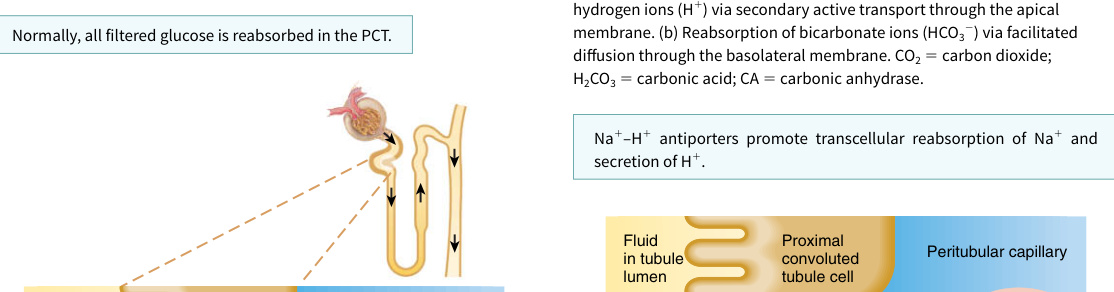 Normally, all filtered glucose is reabsorbed in the PCT.
hydrogen ions (H⁺) via secondary active transport through the apical
membrane. (b) Reabsorption of bicarbonate ions (HCO₃⁻) via facilitated
diffusion through the basolateral membrane. CO₂ = carbon dioxide;
H₂CO₃ = carbonic acid; CA = carbonic anhydrase.
Na⁺–H⁺ antiporters promote transcellular reabsorption of Na⁺ and
secretion of H⁺.
Fluid
in tubule
lumen
Proximal
convoluted
tubule cell
Peritubular capillary